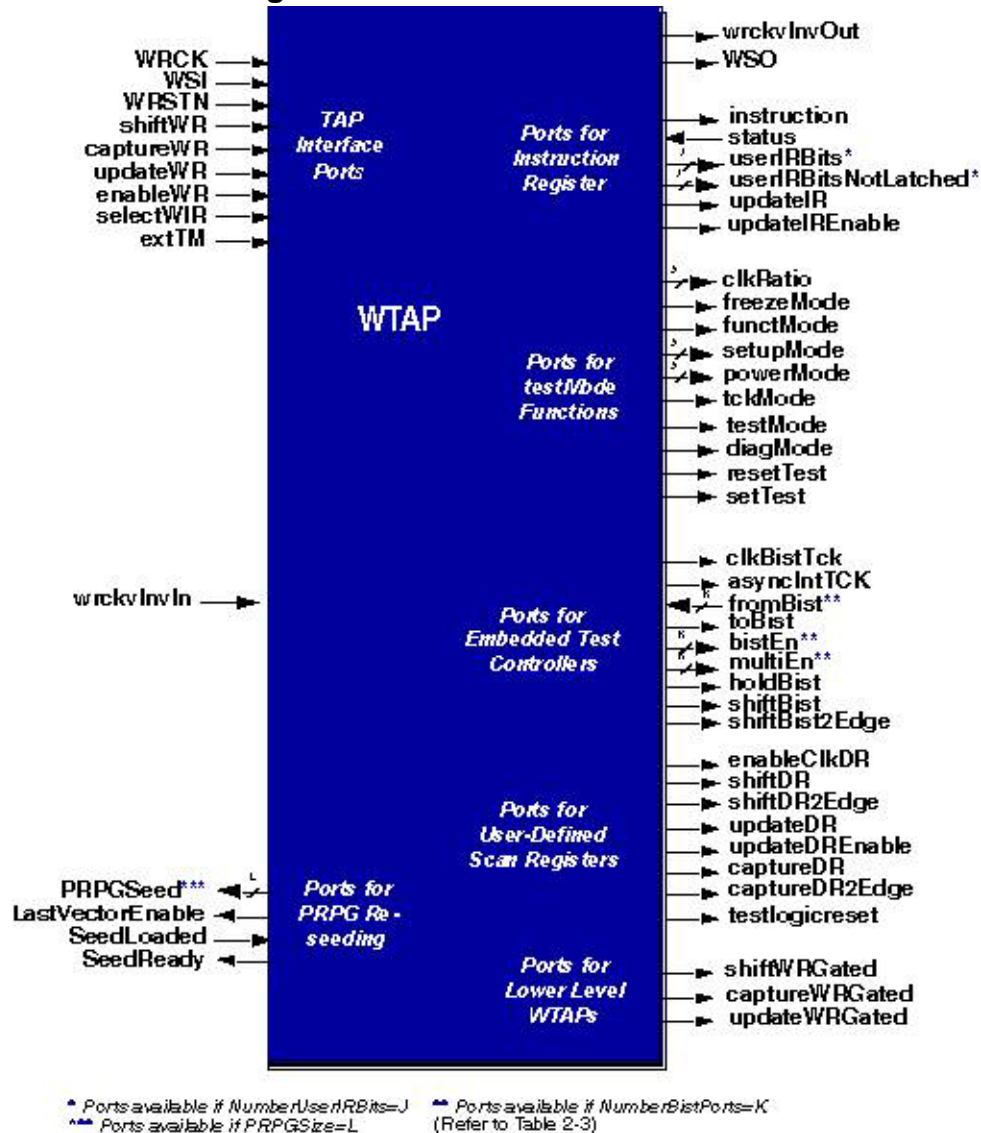 wrckvInvOut
WSO
WRCK
WSI
WRSTN
shiftWR
captureWR
updateWR
enableWR
selectWIR
extTM
TAP
Interface
Ports
Ports for
Instruction
Register
instruction
status
J
userIRBits*
J
userIRBitsNotLatched*
updateIR
updateIREnable
WTAP
Ports for
testMode
Functions
clkRatio
freezeMode
functMode
setupMode
powerMode
tckMode
testMode
diagMode
resetTest
setTest
wrckvInvIn
Ports for
Embedded Test
Controllers
clkBistTck
asyncIntTCK
K
fromBist**
toBist
K
bistEn**
K
multiEn**
holdBist
shiftBist
shiftBist2Edge
Ports for
User-Defined
Scan Registers
enableClkDR
shiftDR
shiftDR2Edge
updateDR
updateDREnable
captureDR
captureDR2Edge
testlogicreset
PRPGSeed***
L
LastVectorEnable
SeedLoaded
SeedReady
Ports for
PRPG Re-
seeding
Ports for
Lower Level
WTAPs
shiftWRGated
captureWRGated
updateWRGated
* Ports available if NumberUserIRBits=J
** Ports available if NumberBistPorts=K
*** Ports available if PRPGSize=L
(Refer to Table 2-3)